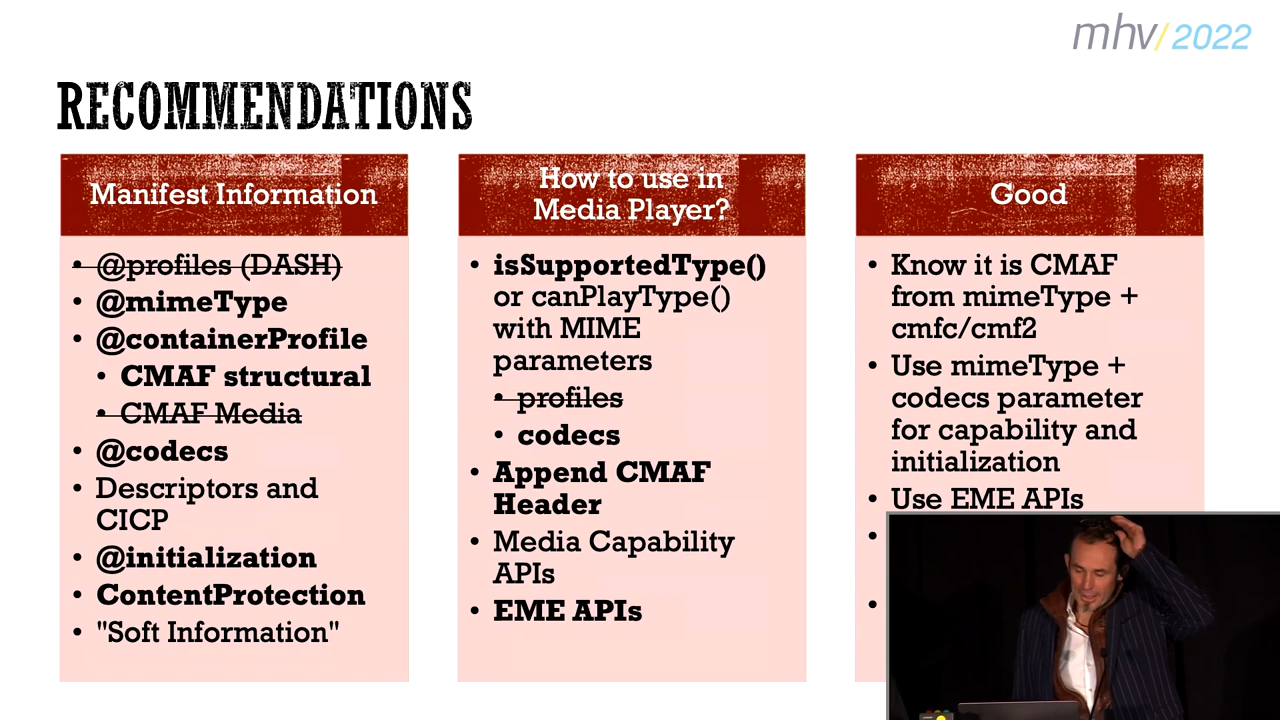 mhv/2022
RECOMMENDATIONS
Manifest Information
• @profiles (DASH)
• @mimeType
• @containerProfile
• CMAF structural
• CMAF Media
• @codecs
• Descriptors and
CICP
• @initialization
• ContentProtection
• "Soft Information"
How to use in
Media Player?
• isSupportedType()
or canPlayType()
with MIME
parameters
• profiles
• codecs
• Append CMAF
Header
• Media Capability
APIs
• EME APIs
Good
• Know it is CMAF
from mimeType +
cmfc/cmf2
• Use mimeType +
codecs parameter
for capability and
initialization
• Use EME APIs